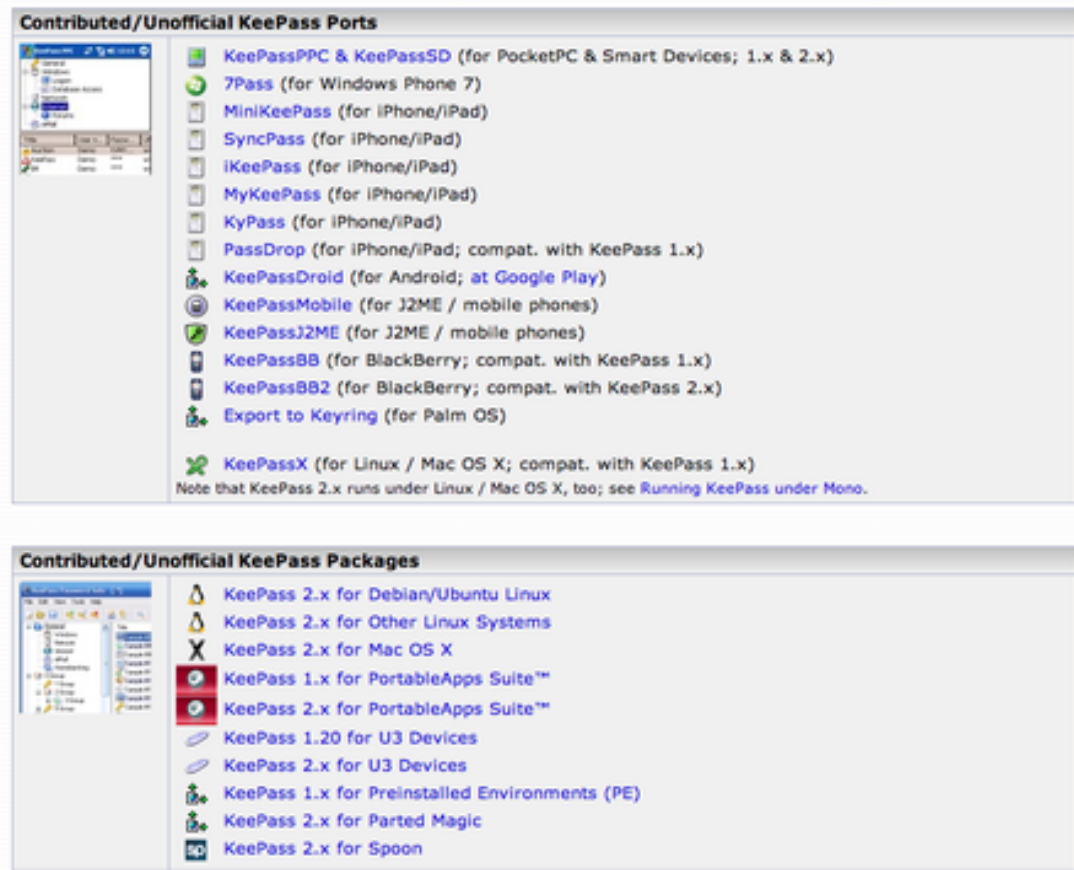 Contributed/Unofficial KeePass Ports
KeePassPPC & KeePassSD (for PocketPC & Smart Devices; 1.x & 2.x)
7Pass (for Windows Phone 7)
MiniKeePass (for iPhone/iPad)
SyncPass (for iPhone/iPad)
iKeePass (for iPhone/iPad)
MyKeePass (for iPhone/iPad)
KyPass (for iPhone/iPad)
PassDrop (for iPhone/iPad; compat. with KeePass 1.x)
KeePassDroid (for Android; at Google Play)
KeePassMobile (for J2ME / mobile phones)
KeePassJ2ME (for J2ME / mobile phones)
KeePassBB (for BlackBerry; compat. with KeePass 1.x)
KeePassBB2 (for BlackBerry; compat. with KeePass 2.x)
Export to Keyring (for Palm OS)
KeePassX (for Linux / Mac OS X; compat. with KeePass 1.x)
Note that KeePass 2.x runs under Linux / Mac OS X, too; see Running KeePass under Mono.
Contributed/Unofficial KeePass Packages
KeePass 2.x for Debian/Ubuntu Linux
KeePass 2.x for Other Linux Systems
KeePass 2.x for Mac OS X
KeePass 1.x for PortableApps Suite™
KeePass 2.x for PortableApps Suite™
KeePass 1.20 for U3 Devices
KeePass 2.x for U3 Devices
KeePass 1.x for Preinstalled Environments (PE)
KeePass 2.x for Parted Magic
sp KeePass 2.x for Spoon